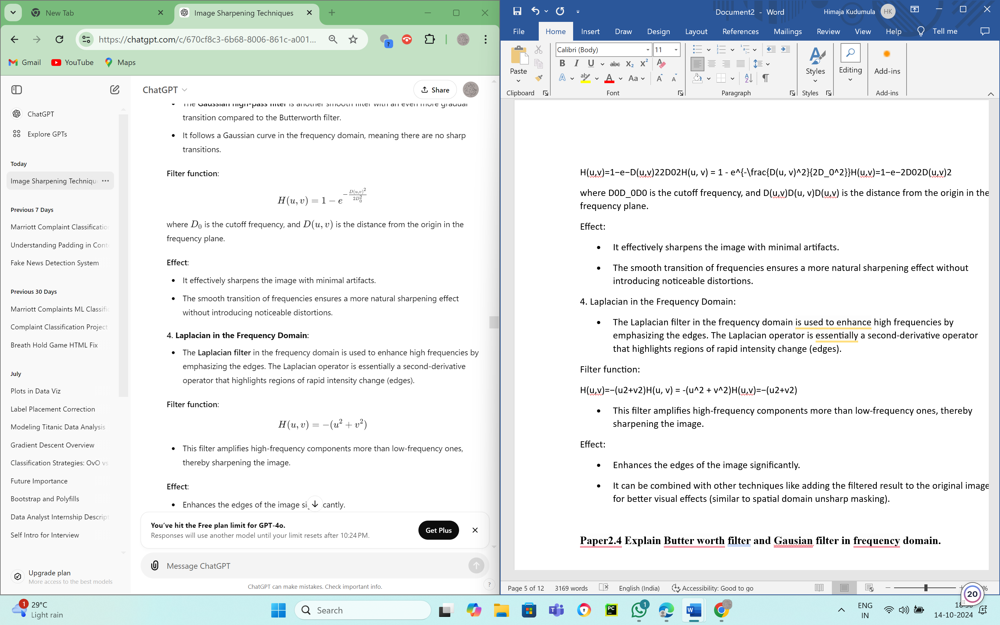 New Tab
Image Sharpening Techniques
https://chatgpt.com/c/670cf8c3-6b68-8006-861c-a001...
Gmail
YouTube
Maps
ChatGPT
Share
ChatGPT
Explore GPTs
Today
Image Sharpening Techniqu
Previous 7 Days
Marriott Complaint Classification
Understanding Padding in Conte
Fake News Detection System
Previous 30 Days
Marriott Complaints ML Classific
Complaint Classification Project
Breath Hold Game HTML Fix
July
Plots in Data Viz
Label Placement Correction
Modeling Titanic Data Analysis
Gradient Descent Overview
Classification Strategies: OvO vs
Future Importance
Bootstrap and Polyfills
Data Analyst Internship Descript
Self Intro for Interview
Upgrade plan
More access to the best models
The Gaussian high-pass filter is another smooth filter with an even more gradual
transition compared to the Butterworth filter.
It follows a Gaussian curve in the frequency domain, meaning there are no sharp
transitions.
Filter function:
H(u, v) = 1 − e^{−D(u,v)²/2D₀²}
where D₀ is the cutoff frequency, and D(u, v) is the distance from the origin in the
frequency plane.
Effect:
It effectively sharpens the image with minimal artifacts.
The smooth transition of frequencies ensures a more natural sharpening effect
without introducing noticeable distortions.
4. Laplacian in the Frequency Domain:
The Laplacian filter in the frequency domain is used to enhance high frequencies by
emphasizing the edges. The Laplacian operator is essentially a second-derivative
operator that highlights regions of rapid intensity change (edges).
Filter function:
H(u, v) = −(u² + v²)
This filter amplifies high-frequency components more than low-frequency ones,
thereby sharpening the image.
Effect:
Enhances the edges of the image si cantly.
You've hit the Free plan limit for GPT-4o.
Responses will use another model until your limit resets after 10:24 PM.
Get Plus
Message ChatGPT
ChatGPT can make mistakes. Check important info.
?
Document2 - Word
Himaja Kudumula
HK
File Home Insert Draw Design Layout References Mailings Review View Help Tell me
Paste
Clipboard
Calibri (Body)
11
Font
Paragraph
Styles
Styles
Editing
Add-ins
Add-ins
H(u,v)=1−e−D(u,v)22D02H(u, v) = 1 - e^{-\frac{D(u, v)^2}{2D_0^2}}H(u,v)=1−e−2D02D(u,v)2
where D0D_0D0 is the cutoff frequency, and D(u,v)D(u, v)D(u,v) is the distance from the origin in the
frequency plane.
Effect:
It effectively sharpens the image with minimal artifacts.
The smooth transition of frequencies ensures a more natural sharpening effect without
introducing noticeable distortions.
4. Laplacian in the Frequency Domain:
The Laplacian filter in the frequency domain is used to enhance high frequencies by
emphasizing the edges. The Laplacian operator is essentially a second-derivative operator
that highlights regions of rapid intensity change (edges).
Filter function:
H(u,v)=−(u2+v2)H(u, v) = -(u^2 + v^2)H(u,v)=−(u2+v2)
This filter amplifies high-frequency components more than low-frequency ones, thereby
sharpening the image.
Effect:
Enhances the edges of the image significantly.
It can be combined with other techniques like adding the filtered result to the original image
for better visual effects (similar to spatial domain unsharp masking).
Paper2.4 Explain Butter worth filter and Gausian filter in frequency domain.
Page 5 of 12
3169 words
English (India)
Accessibility: Good to go
20
1
29°C
Light rain
Search
1
ENG
IN
14-10-2024